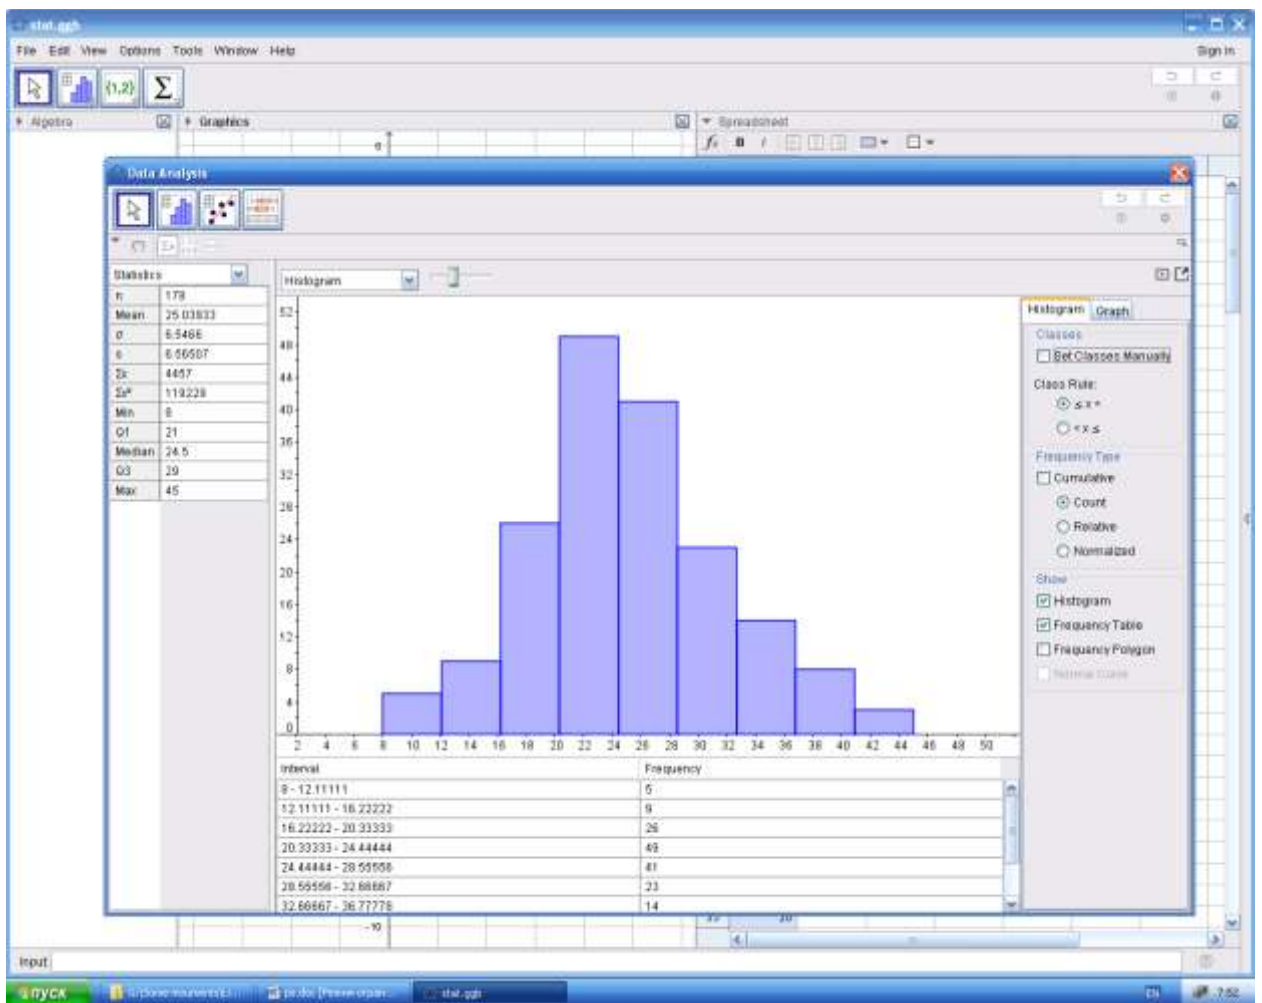 stat.ggb
File Edit View Options Tools Window Help
Sign in
{1,2} Σ
Algebra
Graphics
Spreadsheet
Data Analysis
Statistics
n 178
Mean 25.03933
σ 6.5466
s 6.56507
Σx 4457
Σx² 119228
Min 8
Q1 21
Median 24.5
Q3 29
Max 45
Histogram
52
48
44
40
36
32
28
24
20
16
12
8
4
0
2 4 6 8 10 12 14 16 18 20 22 24 26 28 30 32 34 36 38 40 42 44 46 48 50
Interval Frequency
8 - 12.11111 5
12.11111 - 16.22222 9
16.22222 - 20.33333 26
20.33333 - 24.44444 49
24.44444 - 28.55556 41
28.55556 - 32.66667 23
32.66667 - 36.77778 14
Histogram Graph
Classes
Set Classes Manually
Class Rule:
≤ x <
< x ≤
Frequency Type
Cumulative
Count
Relative
Normalized
Show
Histogram
Frequency Table
Frequency Polygon
Normal Curve
-10
Input:
пуск
stat.ggb
EN
7:52